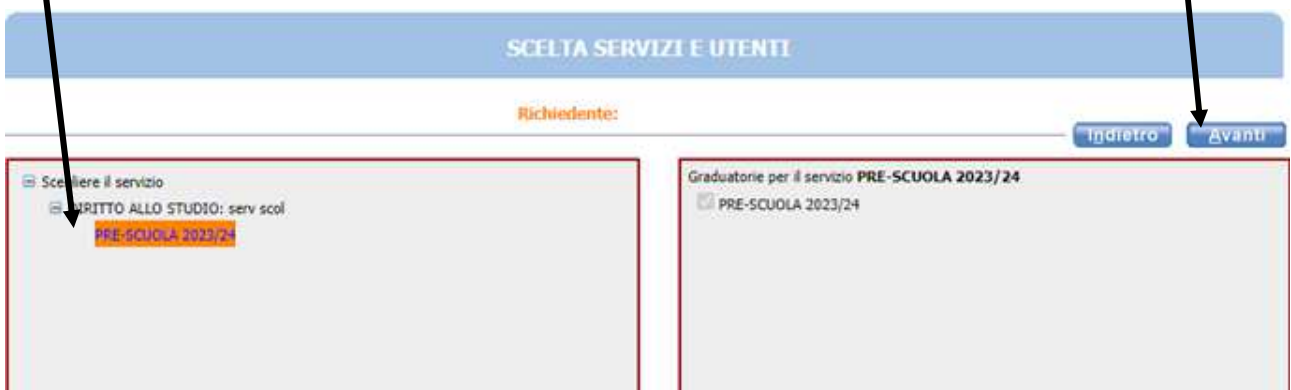 SCELTA SERVIZI E UTENTI
Richiedente:
Indietro Avanti
Scegliere il servizio
DIRITTO ALLO STUDIO: serv scol
PRE-SCUOLA 2023/24
Graduatorie per il servizio PRE-SCUOLA 2023/24
PRE-SCUOLA 2023/24